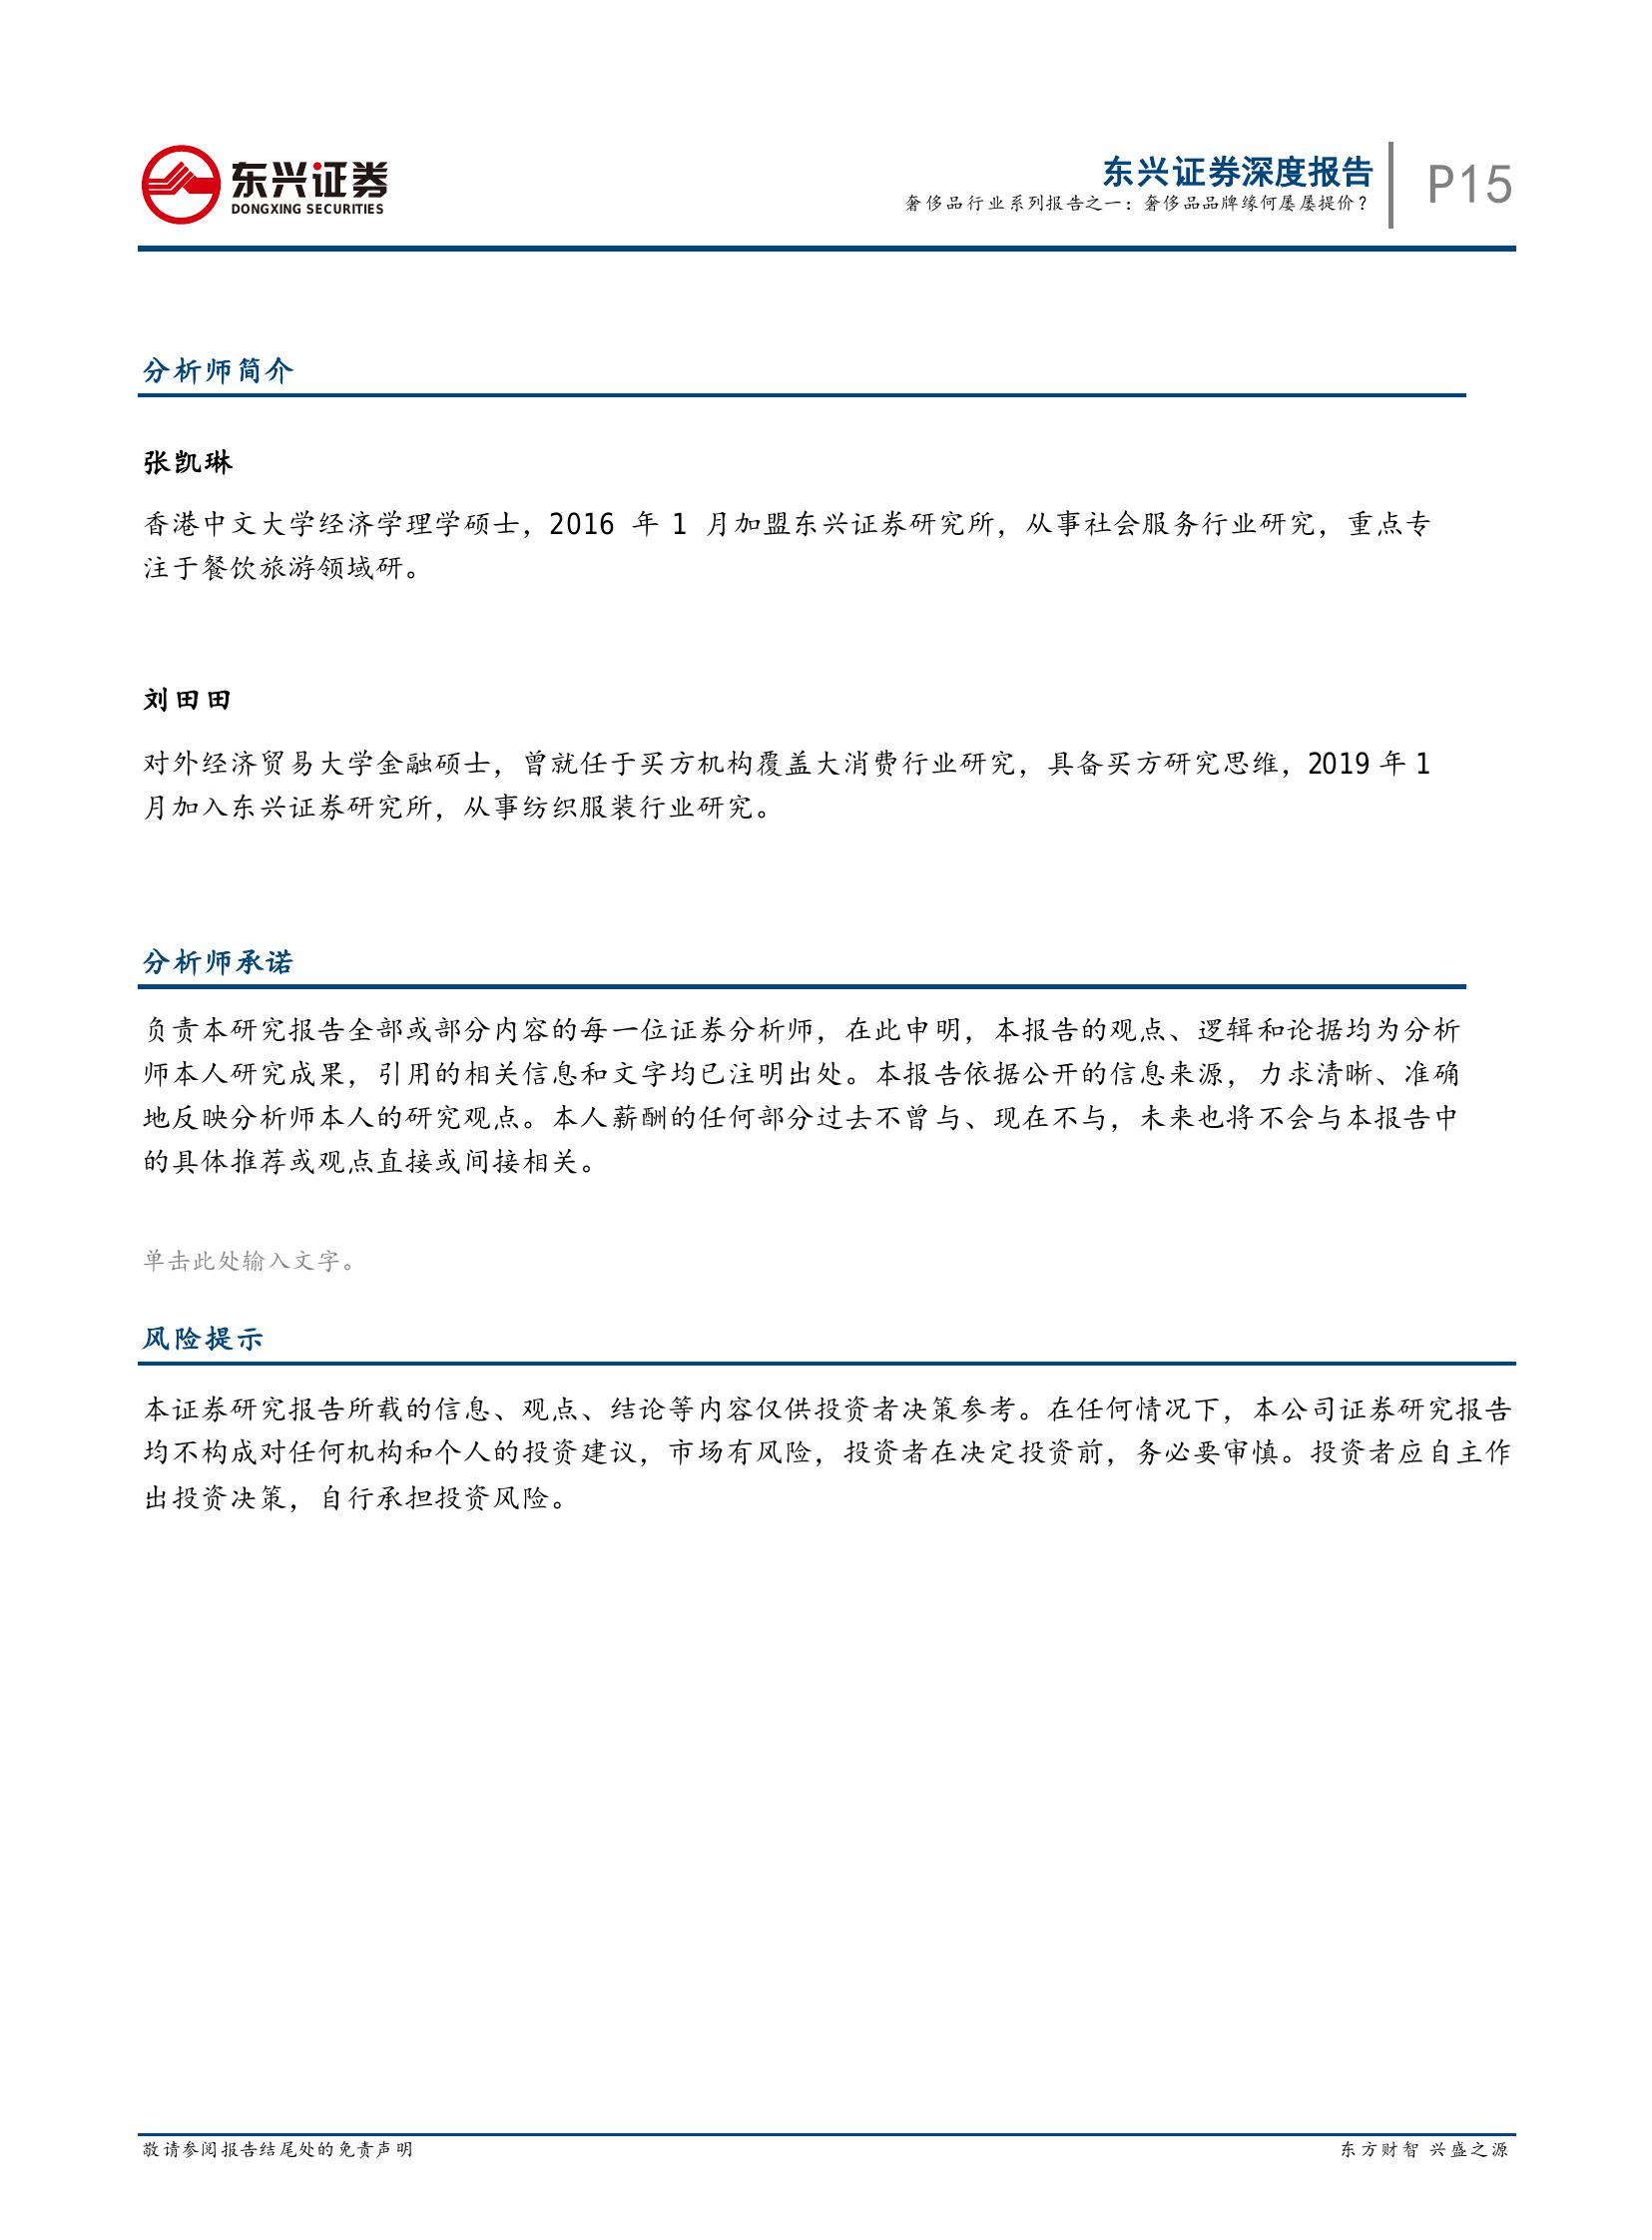 东兴证券
DONGXING SECURITIES
东兴证券深度报告
奢侈品行业系列报告之一：奢侈品品牌缘何屡屡提价？
P15
分析师简介
张凯琳
香港中文大学经济学理学硕士，2016 年 1 月加盟东兴证券研究所，从事社会服务行业研究，重点专
注于餐饮旅游领域研。
刘田田
对外经济贸易大学金融硕士，曾就任于买方机构覆盖大消费行业研究，具备买方研究思维，2019 年 1
月加入东兴证券研究所，从事纺织服装行业研究。
分析师承诺
负责本研究报告全部或部分内容的每一位证券分析师，在此申明，本报告的观点、逻辑和论据均为分析
师本人研究成果，引用的相关信息和文字均已注明出处。本报告依据公开的信息来源，力求清晰、准确
地反映分析师本人的研究观点。本人薪酬的任何部分过去不曾与、现在不与，未来也将不会与本报告中
的具体推荐或观点直接或间接相关。
单击此处输入文字。
风险提示
本证券研究报告所载的信息、观点、结论等内容仅供投资者决策参考。在任何情况下，本公司证券研究报告
均不构成对任何机构和个人的投资建议，市场有风险，投资者在决定投资前，务必要审慎。投资者应自主作
出投资决策，自行承担投资风险。
敬请参阅报告结尾处的免责声明
东方财智 兴盛之源